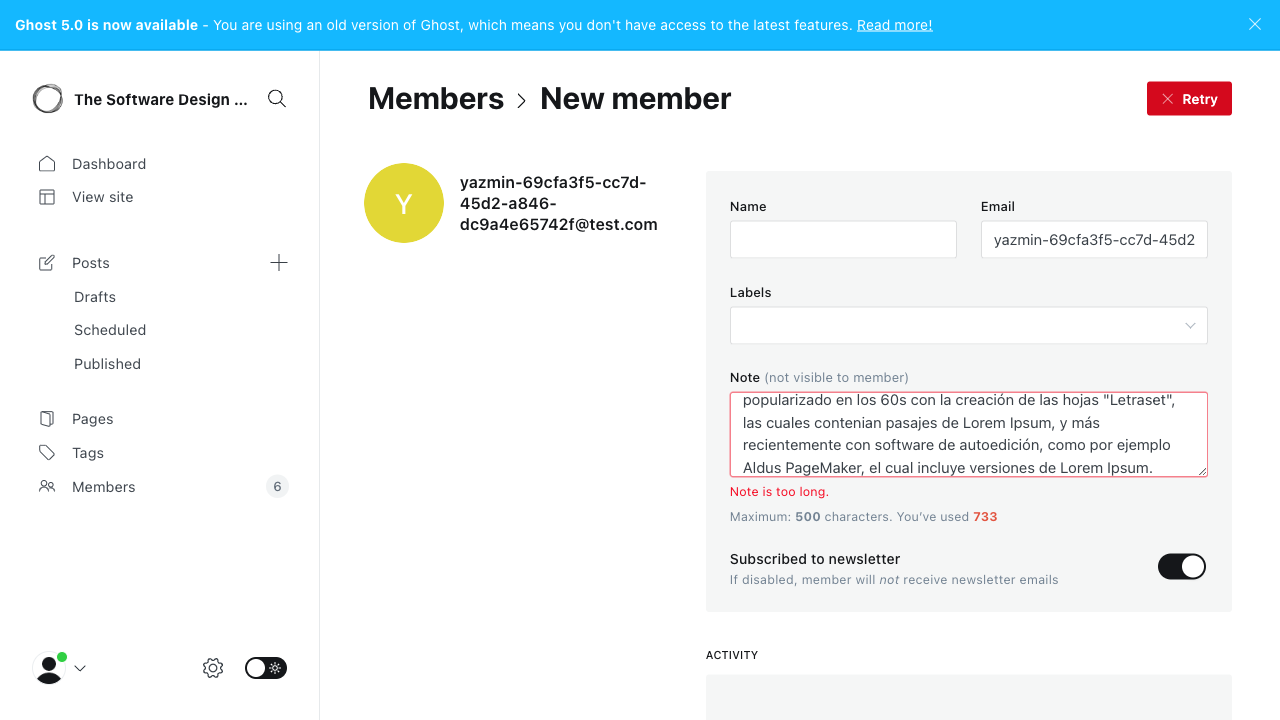 Ghost 5.0 is now available - You are using an old version of Ghost, which means you don't have access to the latest features. Read more!
The Software Design ...
Dashboard
View site
Posts
Drafts
Scheduled
Published
Pages
Tags
Members 6
Members > New member
Retry
Y
yazmin-69cfa3f5-cc7d-
45d2-a846-
dc9a4e65742f@test.com
Name
Email
yazmin-69cfa3f5-cc7d-45d2
Labels
Note (not visible to member)
popularizado en los 60s con la creación de las hojas "Letraset",
las cuales contenian pasajes de Lorem Ipsum, y más
recientemente con software de autoedición, como por ejemplo
Aldus PageMaker, el cual incluye versiones de Lorem Ipsum.
Note is too long.
Maximum: 500 characters. You've used 733
Subscribed to newsletter
If disabled, member will not receive newsletter emails
ACTIVITY